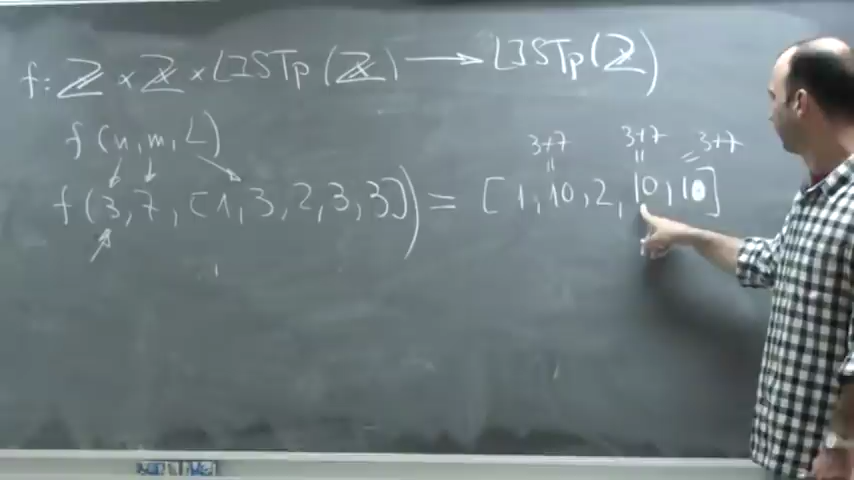 f: ℤ × ℤ × LISTp (ℤ) → LISTp (ℤ)
f(n, m, L)
3+7 3+7 3+7
f(3, 7, [1, 3, 2, 3, 3]) = [1, 10, 2, 10, 10]